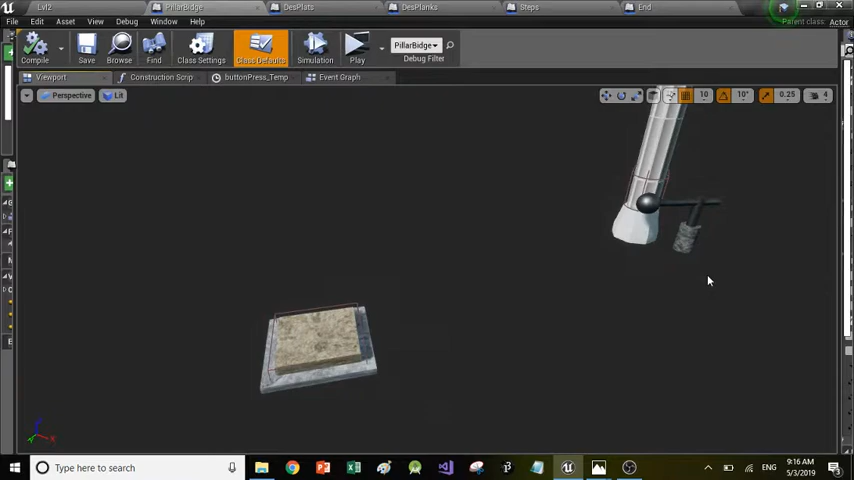 Lvl2
PillarBridge
DesPlats
DesPlanks
Steps
End
File
Edit
Asset
View
Debug
Window
Help
Parent class:
Actor
Compile
Save
Browse
Find
Class Settings
Class Defaults
Simulation
Play
PillarBridge
Debug Filter
Viewport
Construction Scrip
buttonPress_Temp
Event Graph
Perspective
Lit
10
10°
0.25
4
Type here to search
ENG
9:16 AM
5/3/2019